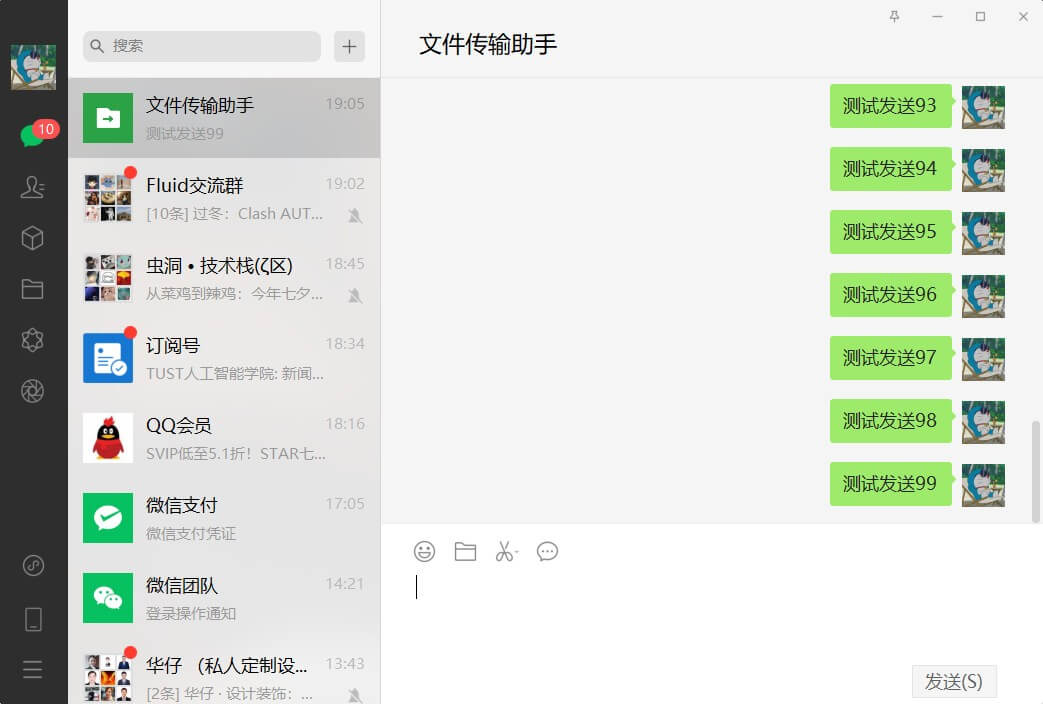 10
搜索
文件传输助手
19:05
测试发送99
Fluid交流群
19:02
[10条] 过冬：Clash AUT...
虫洞 • 技术栈(ζ区)
18:45
从菜鸡到辣鸡：今年七夕...
订阅号
18:34
TUST人工智能学院: 新闻...
QQ会员
18:16
SVIP低至5.1折！STAR七...
微信支付
17:05
微信支付凭证
微信团队
14:21
登录操作通知
华仔 （私人定制设...
13:43
[2条] 华仔 · 设计装饰：...
文件传输助手
测试发送93
测试发送94
测试发送95
测试发送96
测试发送97
测试发送98
测试发送99
发送(S)